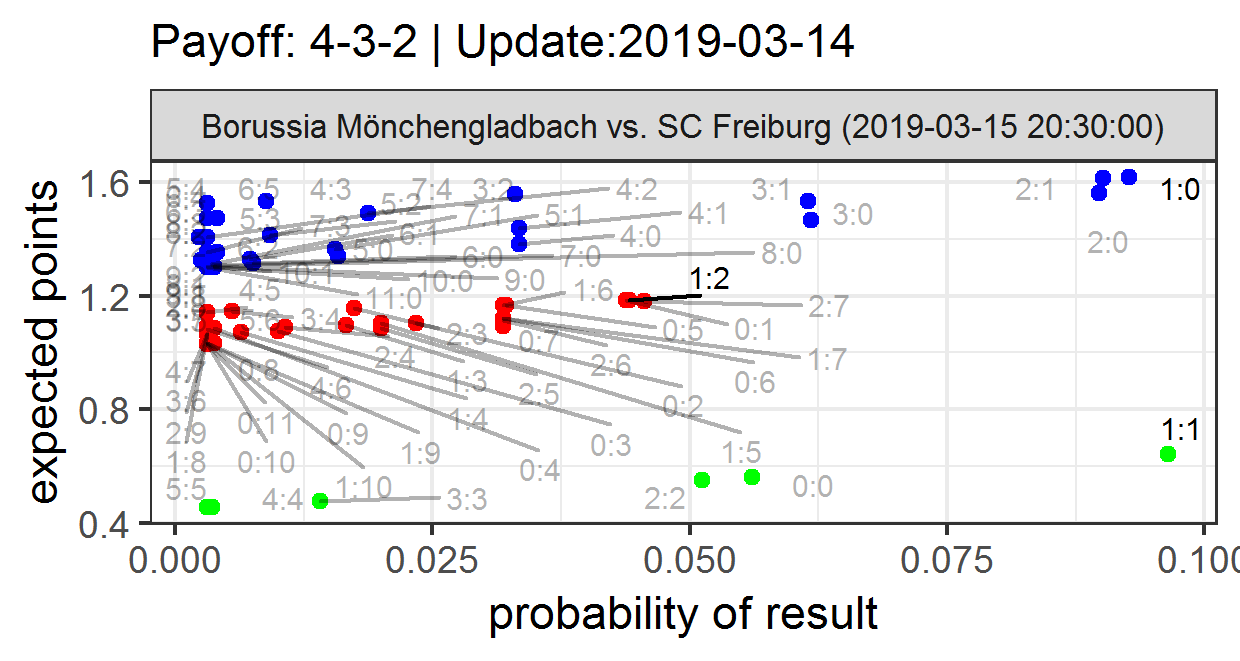 Payoff: 4-3-2 | Update:2019-03-14
Borussia Mönchengladbach vs. SC Freiburg (2019-03-15 20:30:00)
expected points
1.6
1.2
0.8
0.4
5:4 6:5 4:3 7:4 3:2 4:2 3:1 2:1 1:0
5:3 7:3 5:2 7:1 5:1 4:1 3:0
6:2 5:0 6:1 6:0 7:0 4:0 8:0 2:0
10:1 10:0 9:0
4:5 11:0 1:6 1:2 2:7
5:6 3:4 2:3 0:7 0:5 0:1
4:7 0:8 2:4 1:3 2:6 1:7
3:6 4:6 2:5 0:6
2:9 0:11 0:9 1:4 0:2 1:1
1:8 0:10 1:9 0:4 0:3 1:5
5:5 4:4 1:10 3:3 2:2 0:0
0.000 0.025 0.050 0.075 0.100
probability of result